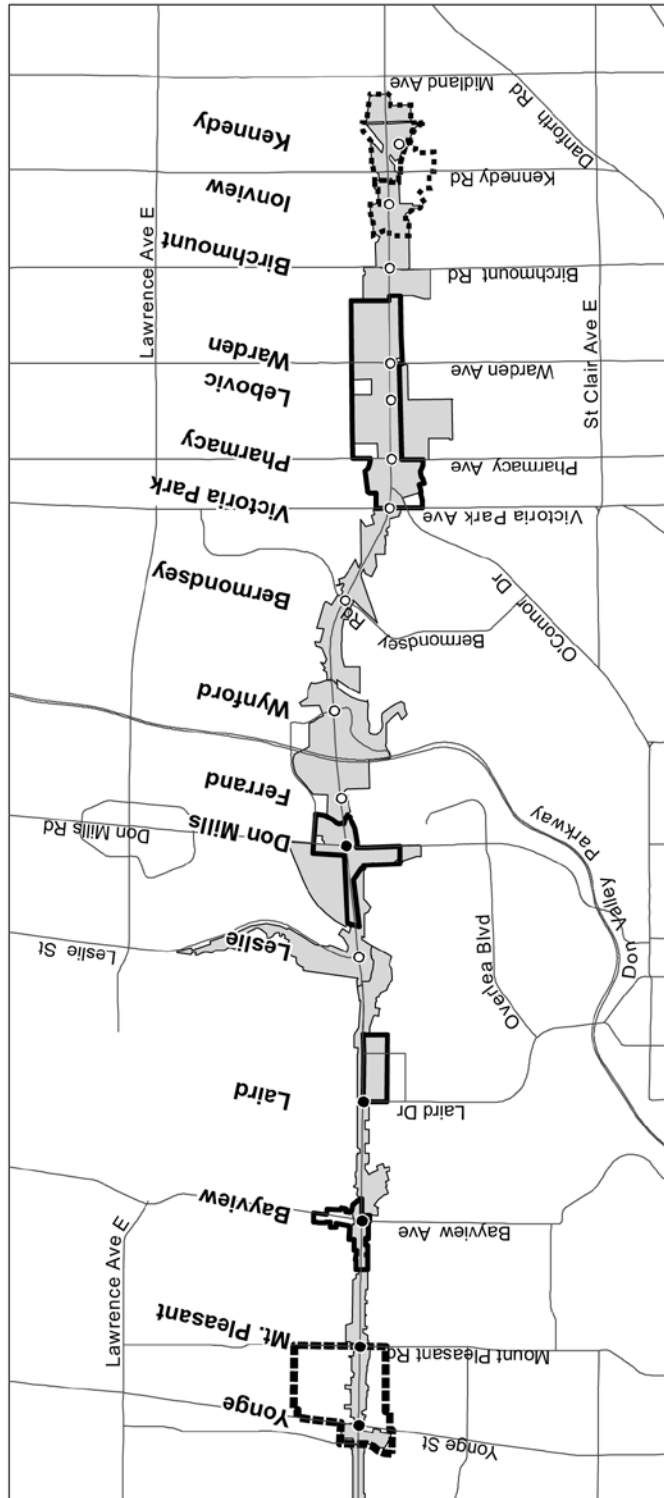 Midland Ave
Kennedy
Danforth Rd
Kennedy Rd
Ionview
Birchmount
Birchmount Rd
Lawrence Ave E
Warden
Warden Ave
Lebovic
St Clair Ave E
Pharmacy
Pharmacy Ave
Victoria Park
Victoria Park Ave
Bermondsey
Bermondsey
Rd
O'Connor Dr
Wynford
Ferrand
Don Mills
Don Mills Rd
Don Valley
Parkway
Leslie
Leslie St
Overlea Blvd
Laird
Laird Dr
Bayview
Bayview Ave
Lawrence Ave E
Mt. Pleasant
Mount Pleasant Rd
Yonge
Yonge St